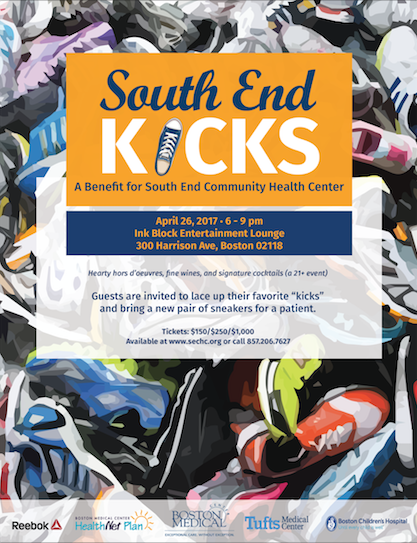 South End
KICKS
A Benefit for South End Community Health Center
April 26, 2017 • 6 - 9 pm
Ink Block Entertainment Lounge
300 Harrison Ave, Boston 02118
Hearty hors d'oeuvres, fine wines, and signature cocktails (a 21+ event)
Guests are invited to lace up their favorite “kicks”
and bring a new pair of sneakers for a patient.
Tickets: $150/$250/$1,000
Available at www.sechc.org or call 857.206.7627
Reebok
BOSTON MEDICAL CENTER
HealthNet Plan
BOSTON
MEDICAL
EXCEPTIONAL CARE. WITHOUT EXCEPTION.
Tufts Medical
Center
Boston Children's Hospital